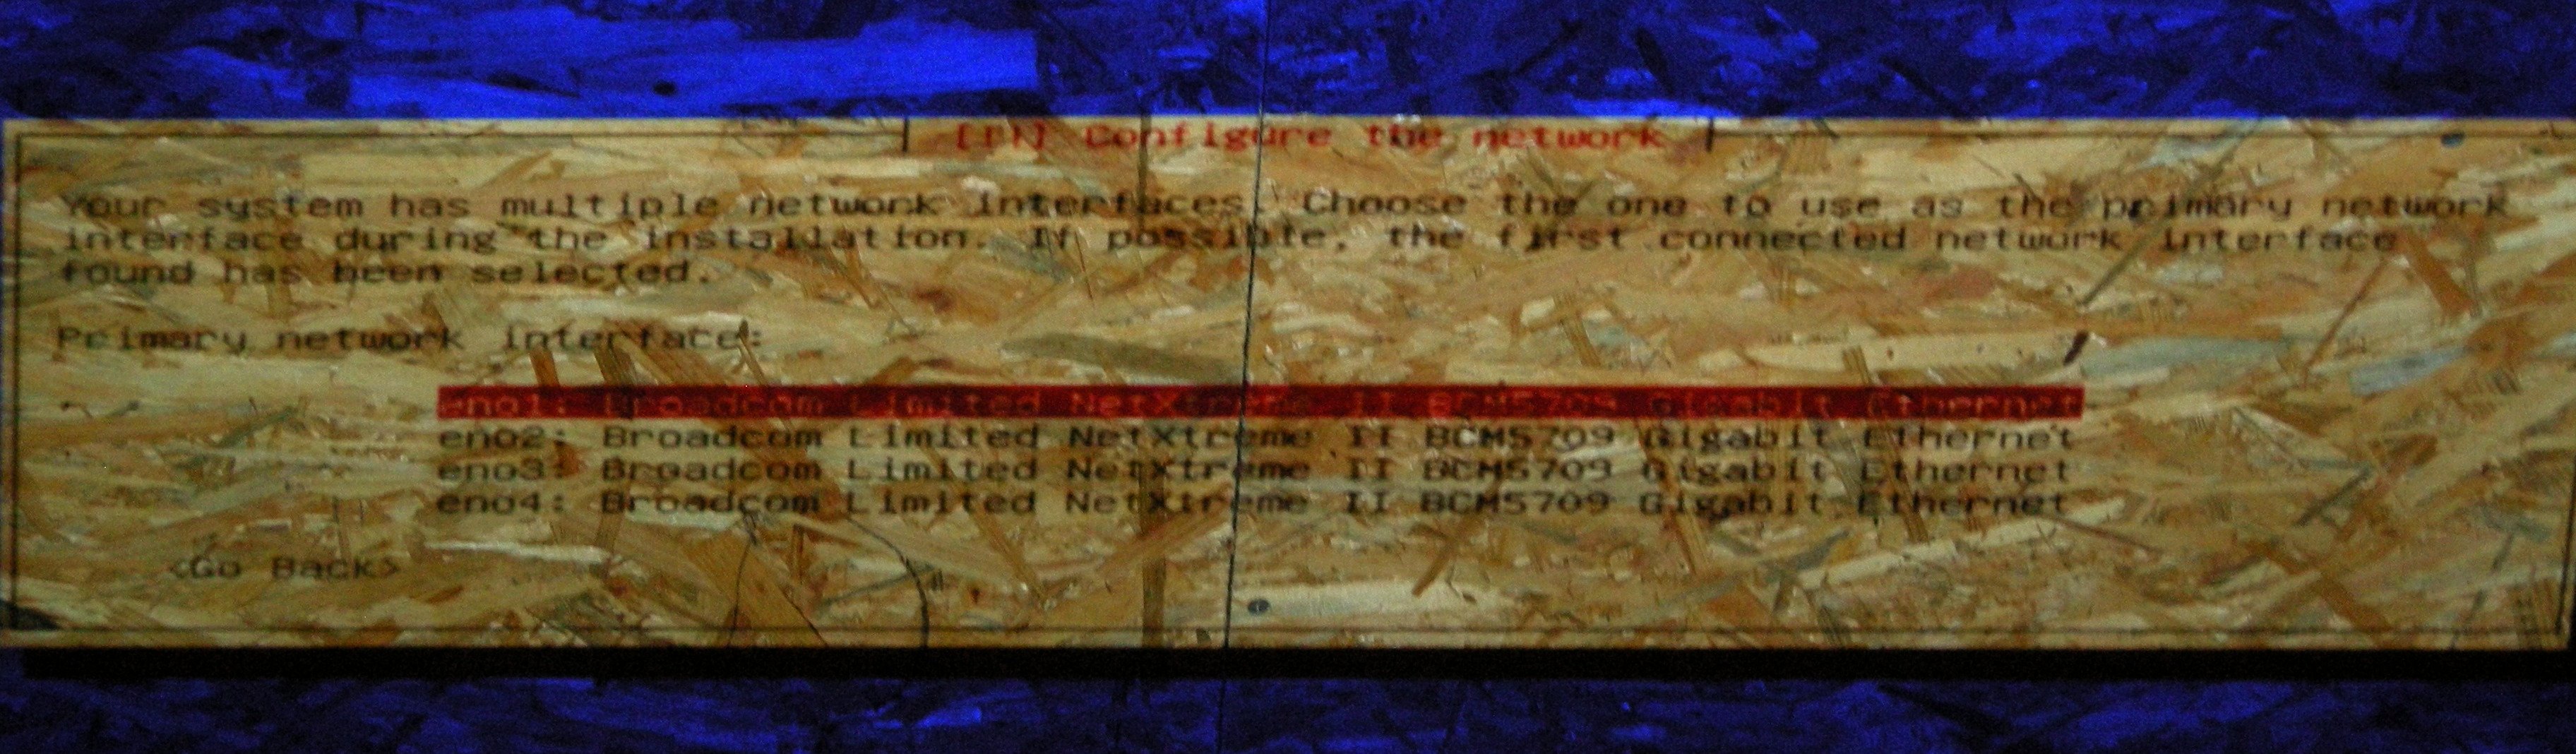 [!!] Configure the network
Your system has multiple network interfaces. Choose the one to use as the primary network
interface during the installation. If possible, the first connected network interface
found has been selected.
Primary network interface:
eno1: Broadcom Limited NetXtreme II BCM5709 Gigabit Ethernet
eno2: Broadcom Limited NetXtreme II BCM5709 Gigabit Ethernet
eno3: Broadcom Limited NetXtreme II BCM5709 Gigabit Ethernet
eno4: Broadcom Limited NetXtreme II BCM5709 Gigabit Ethernet
<Go Back>